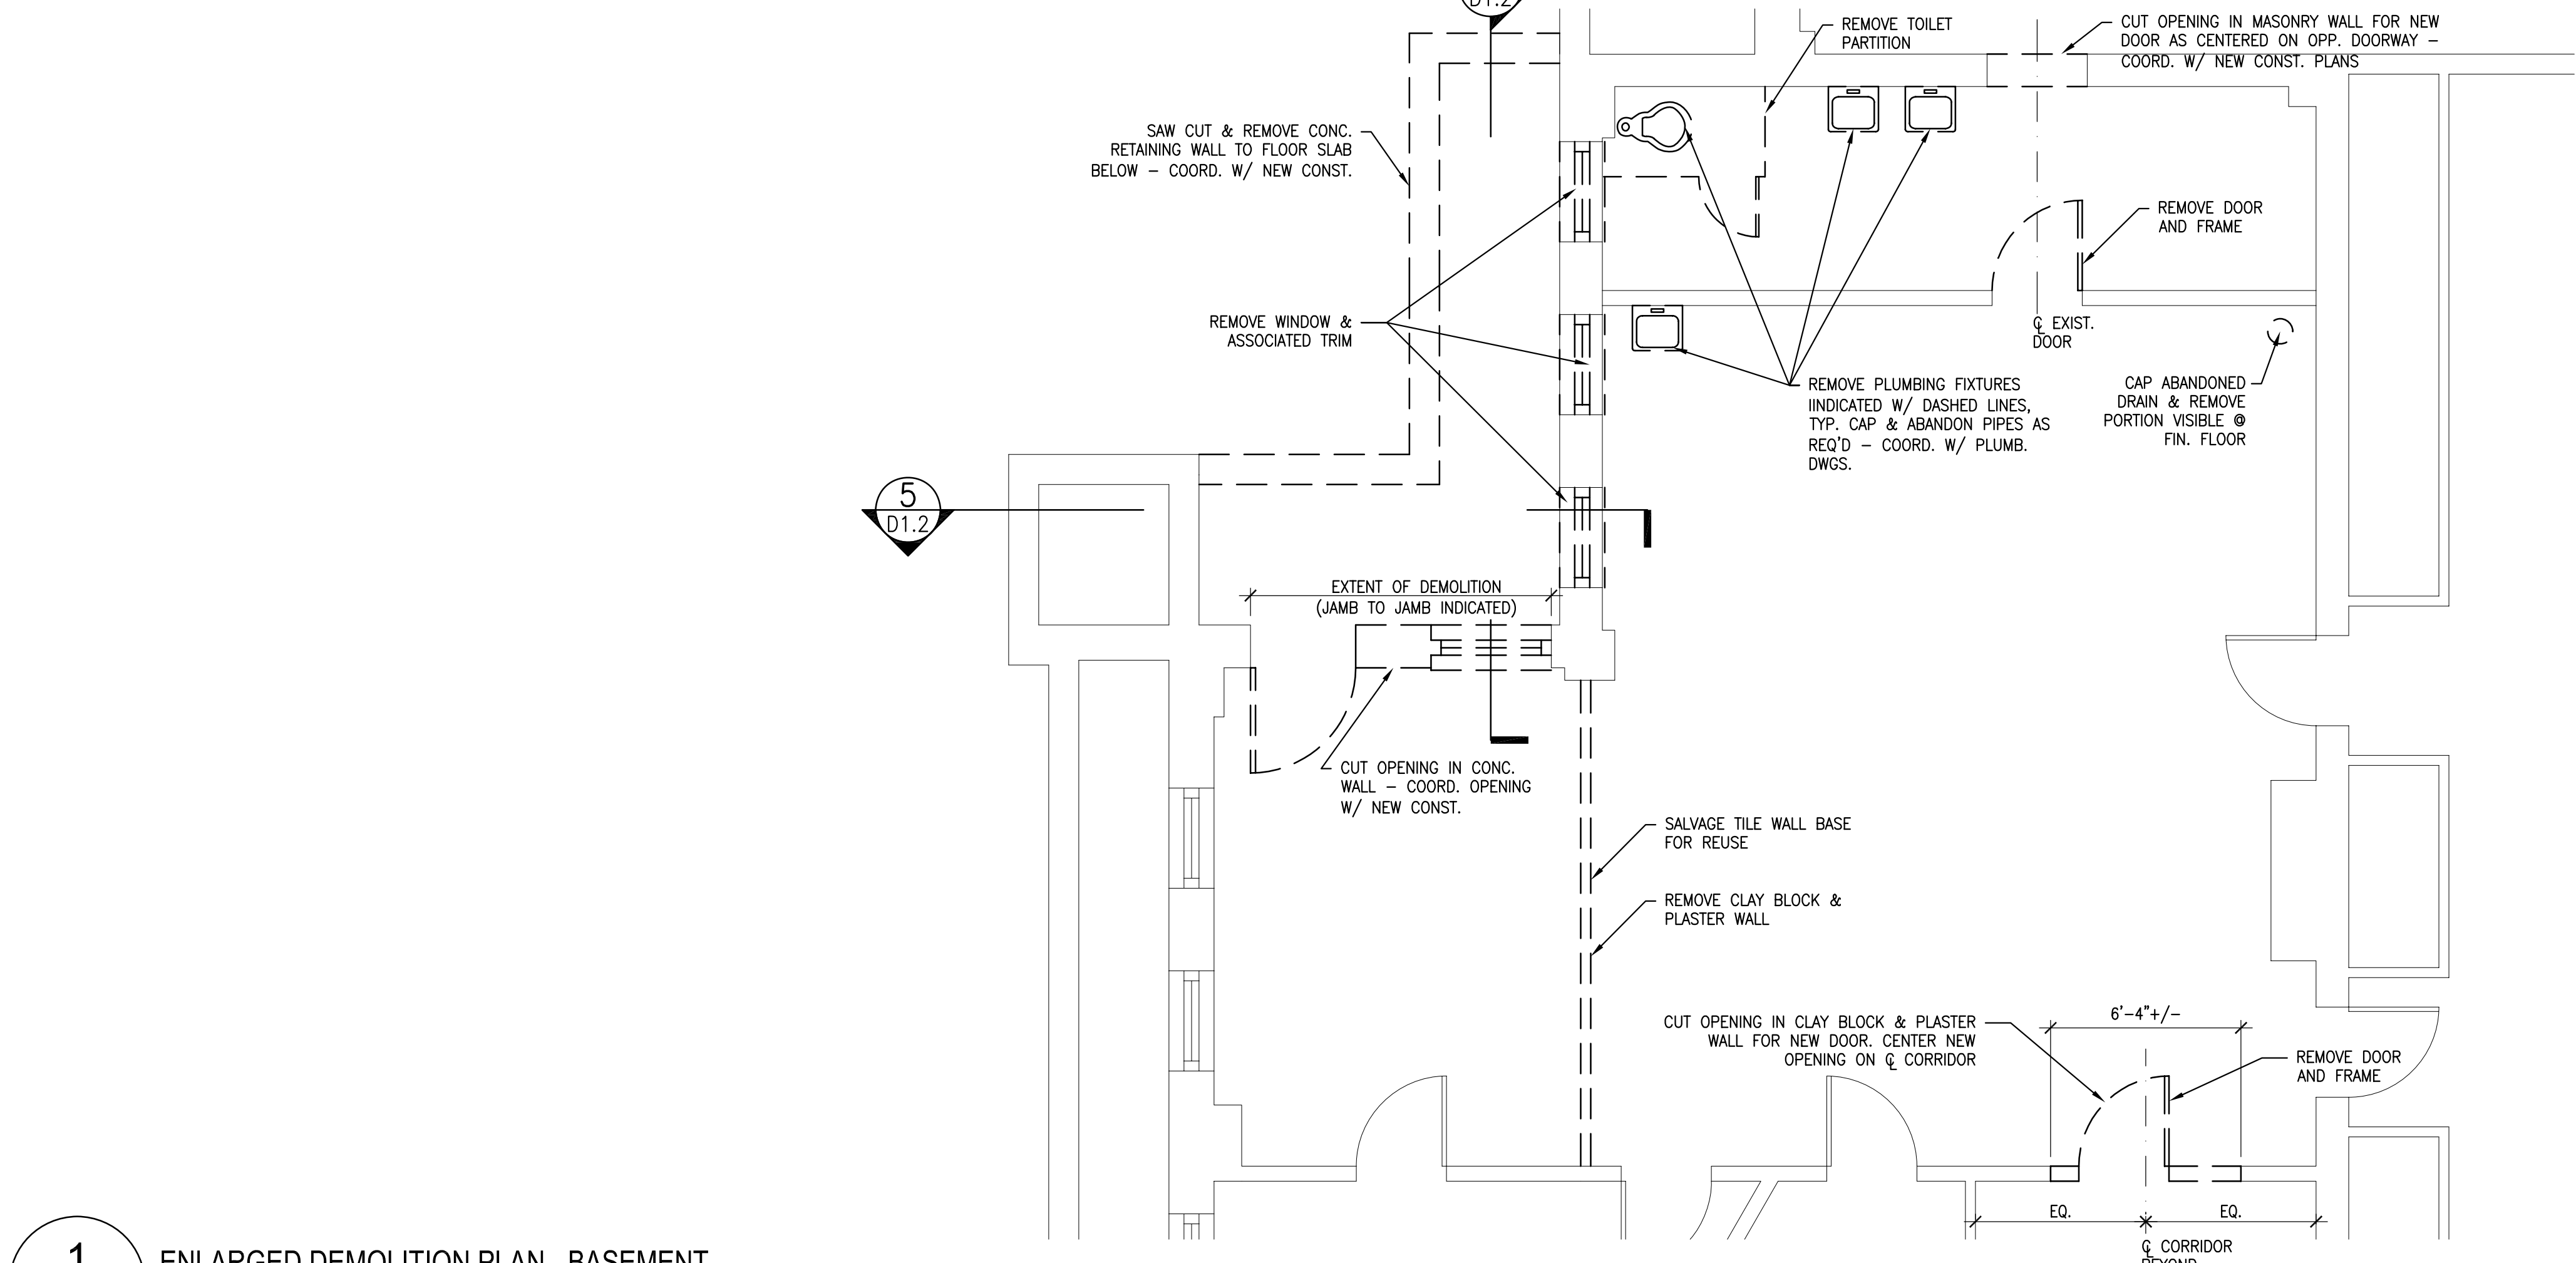 D1.2
REMOVE TOILET
PARTITION
CUT OPENING IN MASONRY WALL FOR NEW
DOOR AS CENTERED ON OPP. DOORWAY –
COORD. W/ NEW CONST. PLANS
SAW CUT & REMOVE CONC.
RETAINING WALL TO FLOOR SLAB
BELOW – COORD. W/ NEW CONST.
REMOVE DOOR
AND FRAME
REMOVE WINDOW &
ASSOCIATED TRIM
℄ EXIST.
DOOR
REMOVE PLUMBING FIXTURES
IINDICATED W/ DASHED LINES,
TYP. CAP & ABANDON PIPES AS
REQ'D – COORD. W/ PLUMB.
DWGS.
CAP ABANDONED
DRAIN & REMOVE
PORTION VISIBLE @
FIN. FLOOR
5
D1.2
EXTENT OF DEMOLITION
(JAMB TO JAMB INDICATED)
CUT OPENING IN CONC.
WALL – COORD. OPENING
W/ NEW CONST.
SALVAGE TILE WALL BASE
FOR REUSE
REMOVE CLAY BLOCK &
PLASTER WALL
CUT OPENING IN CLAY BLOCK & PLASTER
WALL FOR NEW DOOR. CENTER NEW
OPENING ON ℄ CORRIDOR
6'–4"+/–
REMOVE DOOR
AND FRAME
EQ.
EQ.
℄ CORRIDOR
BEYOND
1
ENLARGED DEMOLITION PLAN - BASEMENT